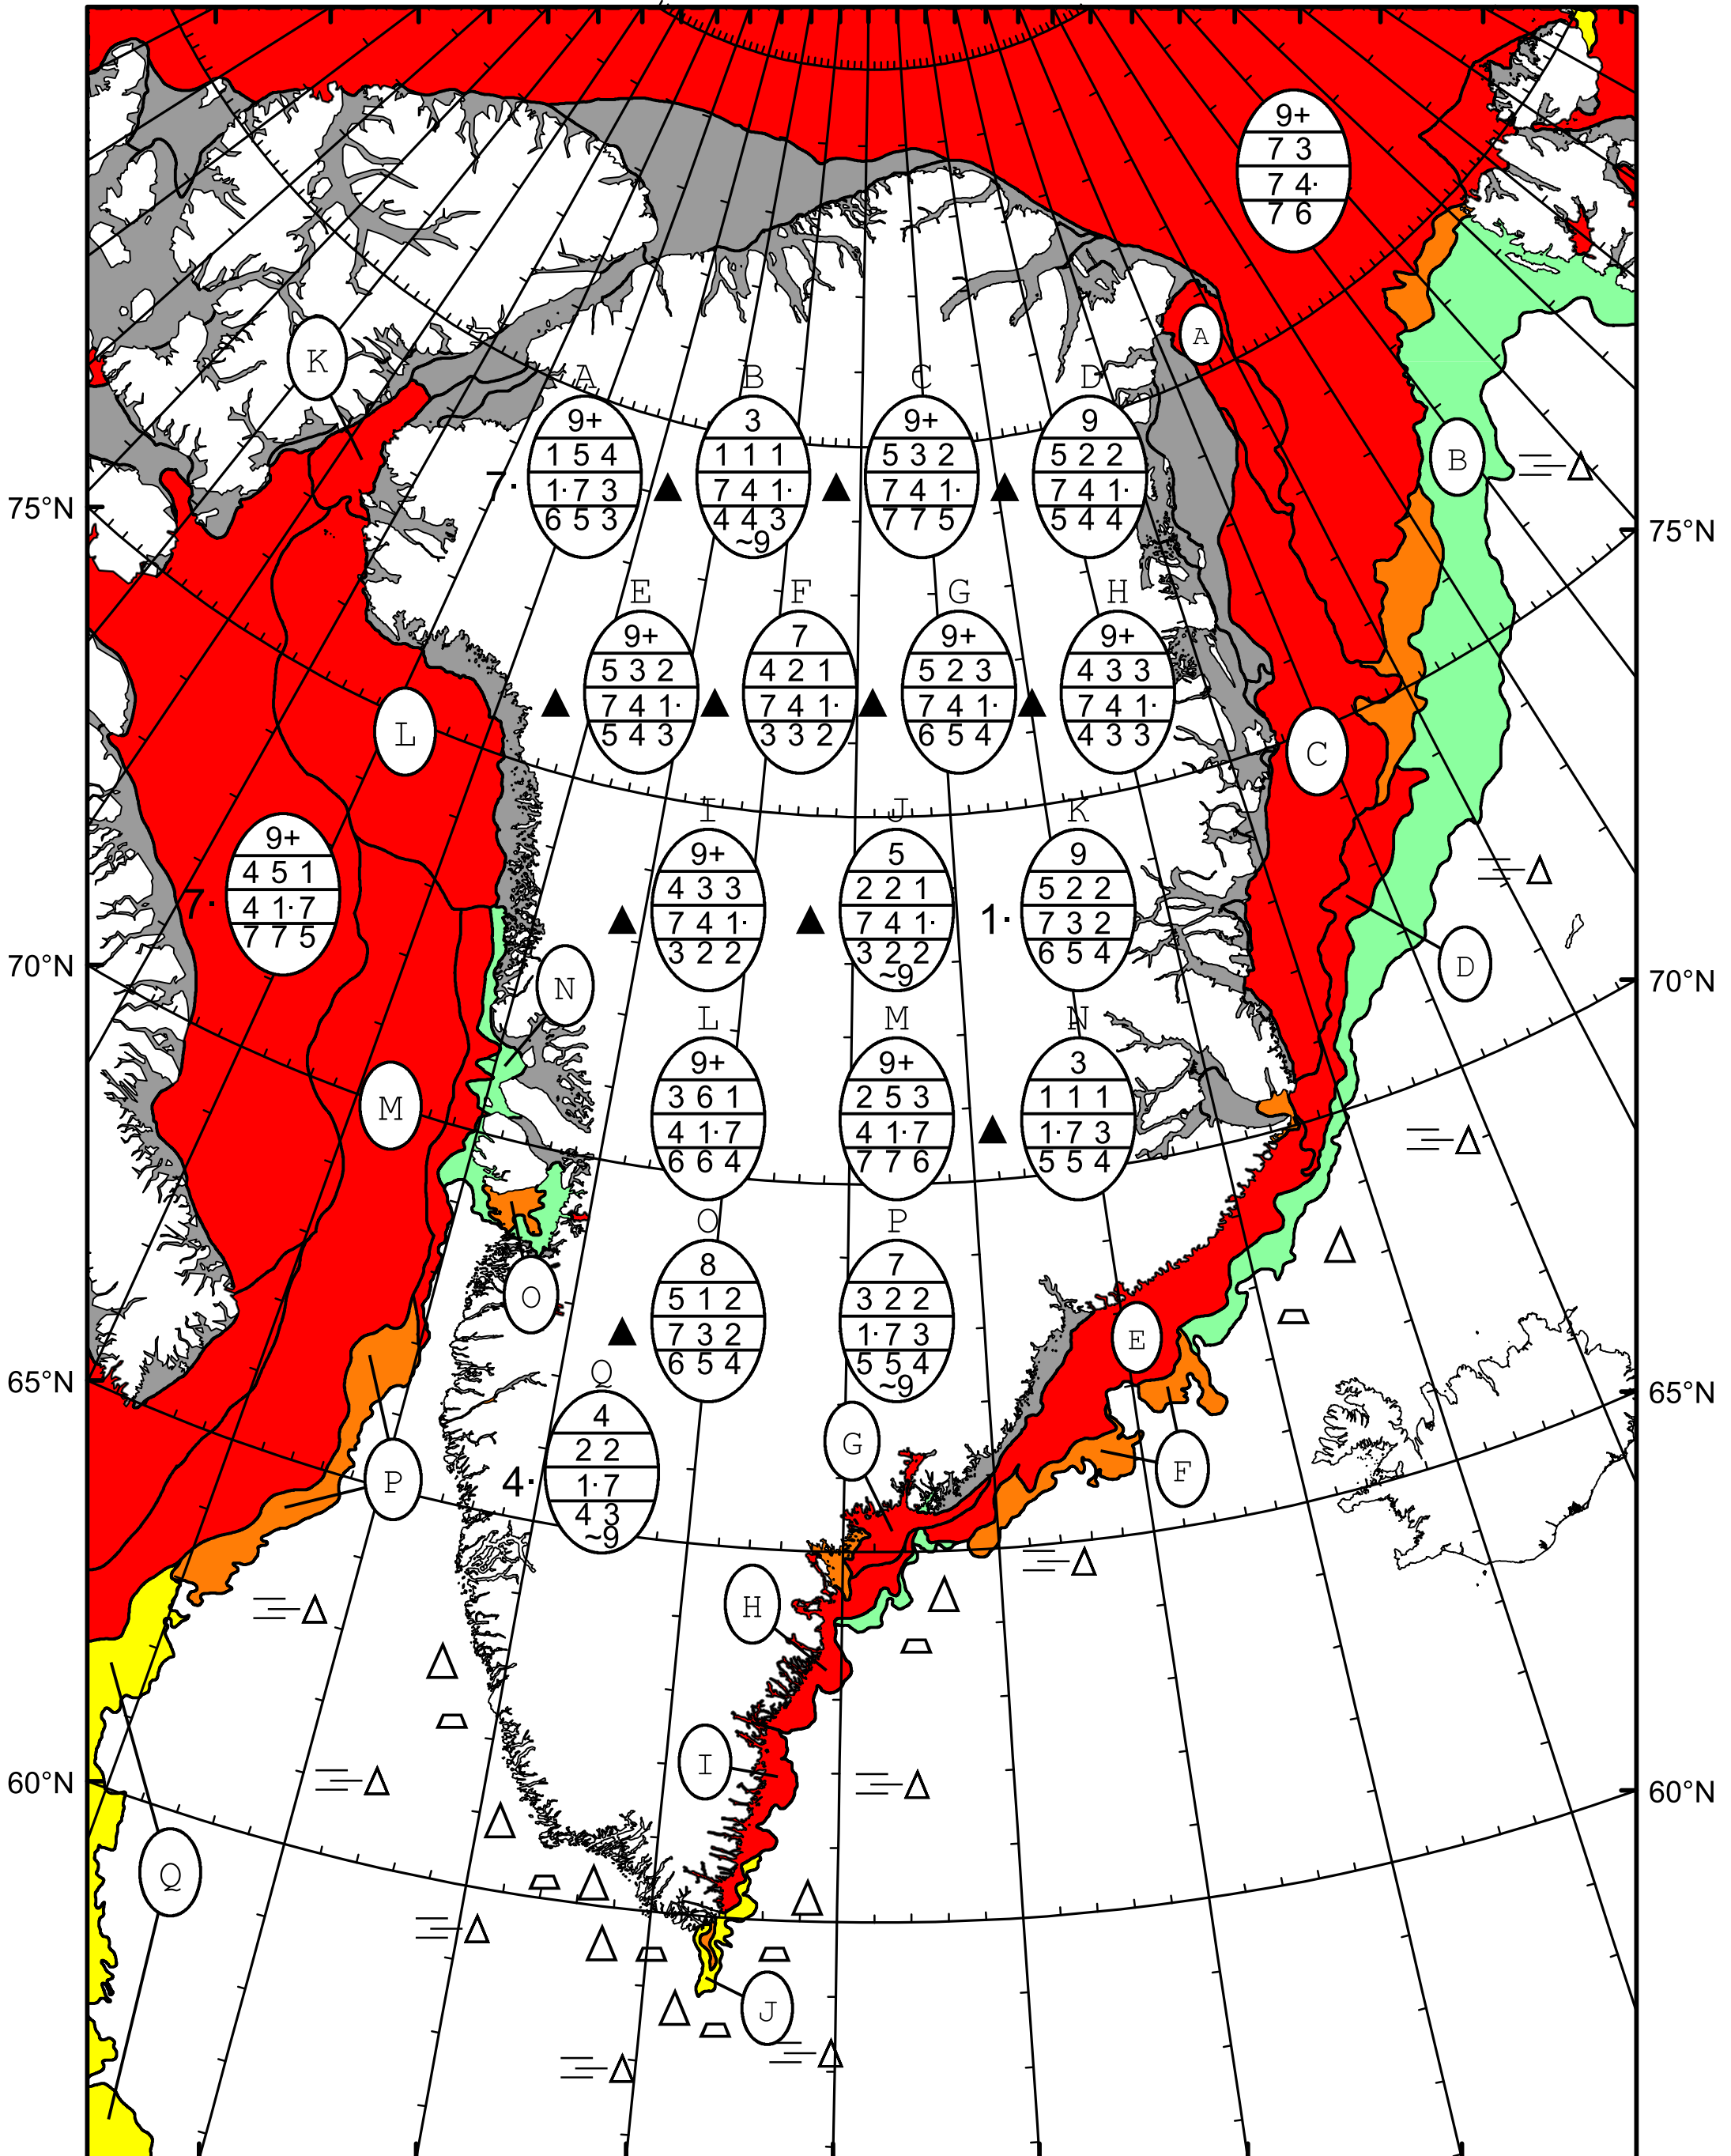 9+
7 3
7 4·
7 6
A
K
A B C D
9+ 3 9+ 9
1 5 4 1 1 1 5 3 2 5 2 2
7· 1·7 3 7 4 1· 7 4 1· 7 4 1·
6 5 3 4 4 3 7 7 5 5 4 4
~9
B
75°N
75°N
E F G H
9+ 7 9+ 9+
5 3 2 4 2 1 5 2 3 4 3 3
7 4 1· 7 4 1· 7 4 1· 7 4 1·
5 4 3 3 3 2 6 5 4 4 3 3
L
C
I J K
9+ 9+ 5 9
4 5 1 4 3 3 2 2 1 5 2 2
7· 4 1·7 7 4 1· 7 4 1· 1· 7 3 2
7 7 5 3 2 2 3 2 2 6 5 4
~9
70°N D 70°N
N
L M N
9+ 9+ 3
3 6 1 2 5 3 1 1 1
M
4 1·7 4 1·7 1·7 3
6 6 4 7 7 6 5 5 4
O P
8 7
5 1 2 3 2 2
O
7 3 2 1·7 3
E
6 5 4 5 5 4
~9
65°N 65°N
Q
4
2 2
4· 1·7
4 3
~9
G
F
P
H
I
60°N 60°N
Q
J